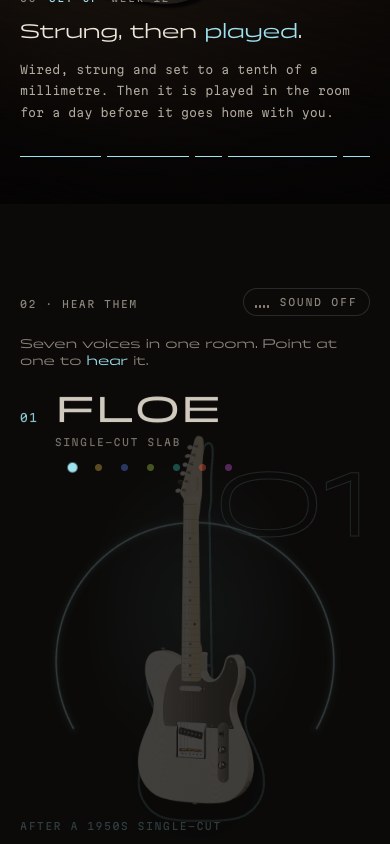 Strung, then played.
Wired, strung and set to a tenth of a
millimetre. Then it is played in the room
for a day before it goes home with you.
02 · HEAR THEM
SOUND OFF
Seven voices in one room. Point at
one to hear it.
01 FLOE
SINGLE-CUT SLAB
01
AFTER A 1950S SINGLE-CUT